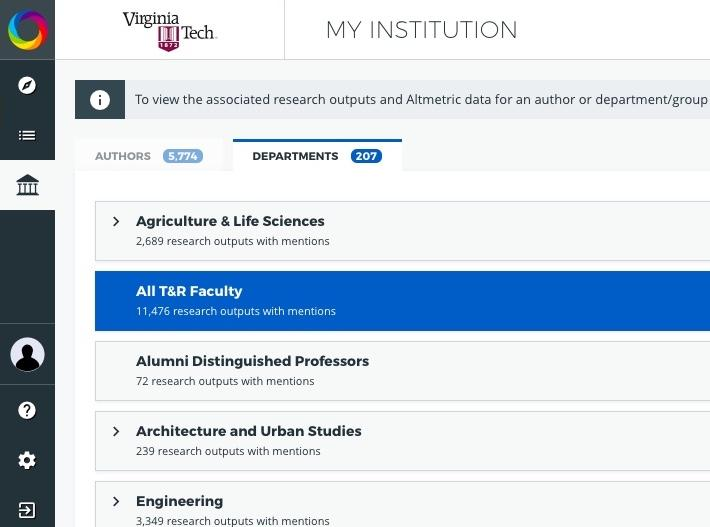 Virginia
Tech.
1872
MY INSTITUTION
To view the associated research outputs and Altmetric data for an author or department/group
AUTHORS 5,774
DEPARTMENTS 207
Agriculture & Life Sciences
2,689 research outputs with mentions
All T&R Faculty
11,476 research outputs with mentions
Alumni Distinguished Professors
72 research outputs with mentions
Architecture and Urban Studies
239 research outputs with mentions
Engineering
3,349 research outputs with mentions